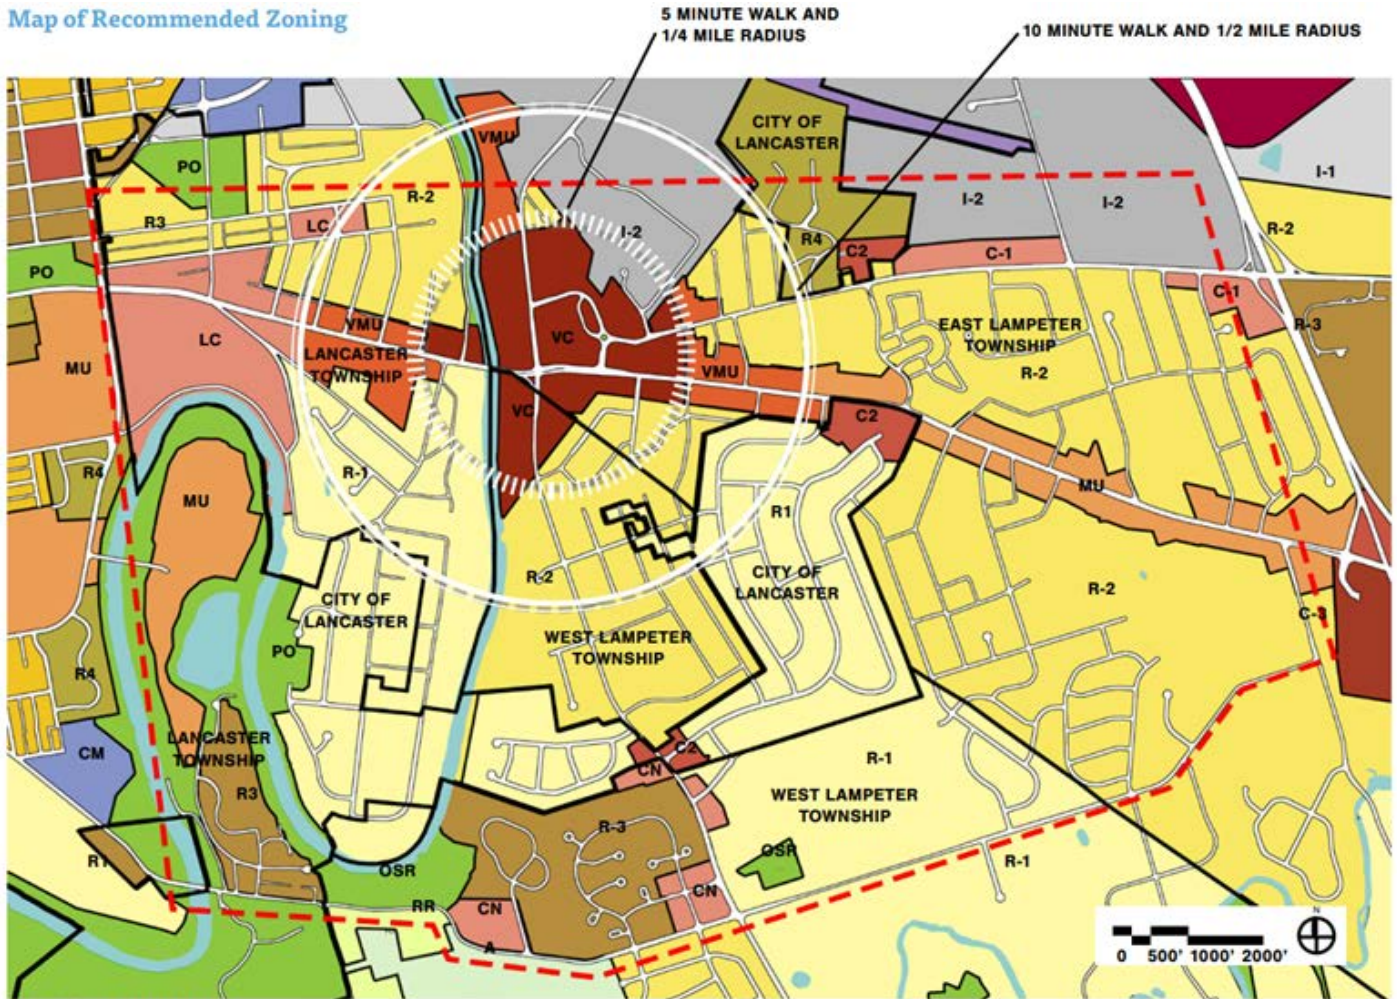 Map of Recommended Zoning
5 MINUTE WALK AND
1/4 MILE RADIUS
10 MINUTE WALK AND 1/2 MILE RADIUS
VMU
CITY OF
LANCASTER
PO
R-2
I-2
I-2
I-1
R3
LC
I-2
R4
C2
C-1
R-2
PO
C-1
VMU
VC
EAST LAMPETER
TOWNSHIP
R-3
LC
LANCASTER
TOWNSHIP
MU
VMU
R-2
VC
C2
R4
R-1
MU
MU
R1
R-2
CITY OF
LANCASTER
R-2
CITY OF
LANCASTER
C-3
WEST LAMPETER
TOWNSHIP
PO
R4
LANCASTER
TOWNSHIP
CM
C2
R-1
CN
R3
WEST LAMPETER
TOWNSHIP
R-3
OSR
R1
R-1
OSR
CN
RR
CN
A
N
0 500' 1000' 2000'